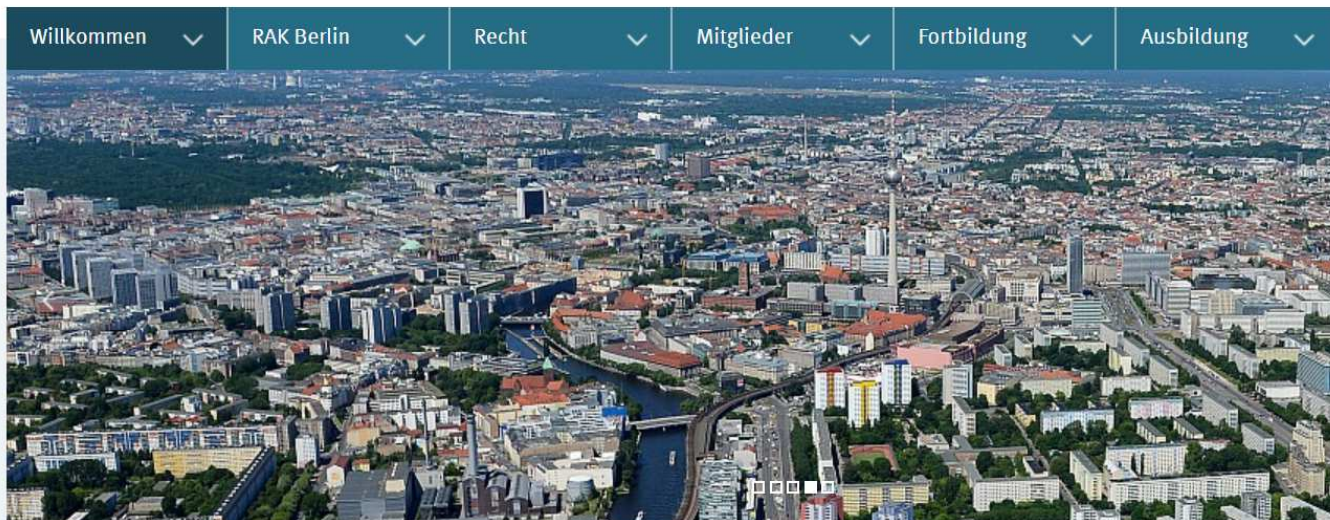 Willkommen
RAK Berlin
Recht
Mitglieder
Fortbildung
Ausbildung